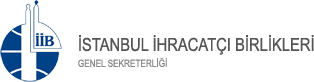 İİB
İSTANBUL İHRACATÇI BİRLİKLERİ
GENEL SEKRETERLİĞİ